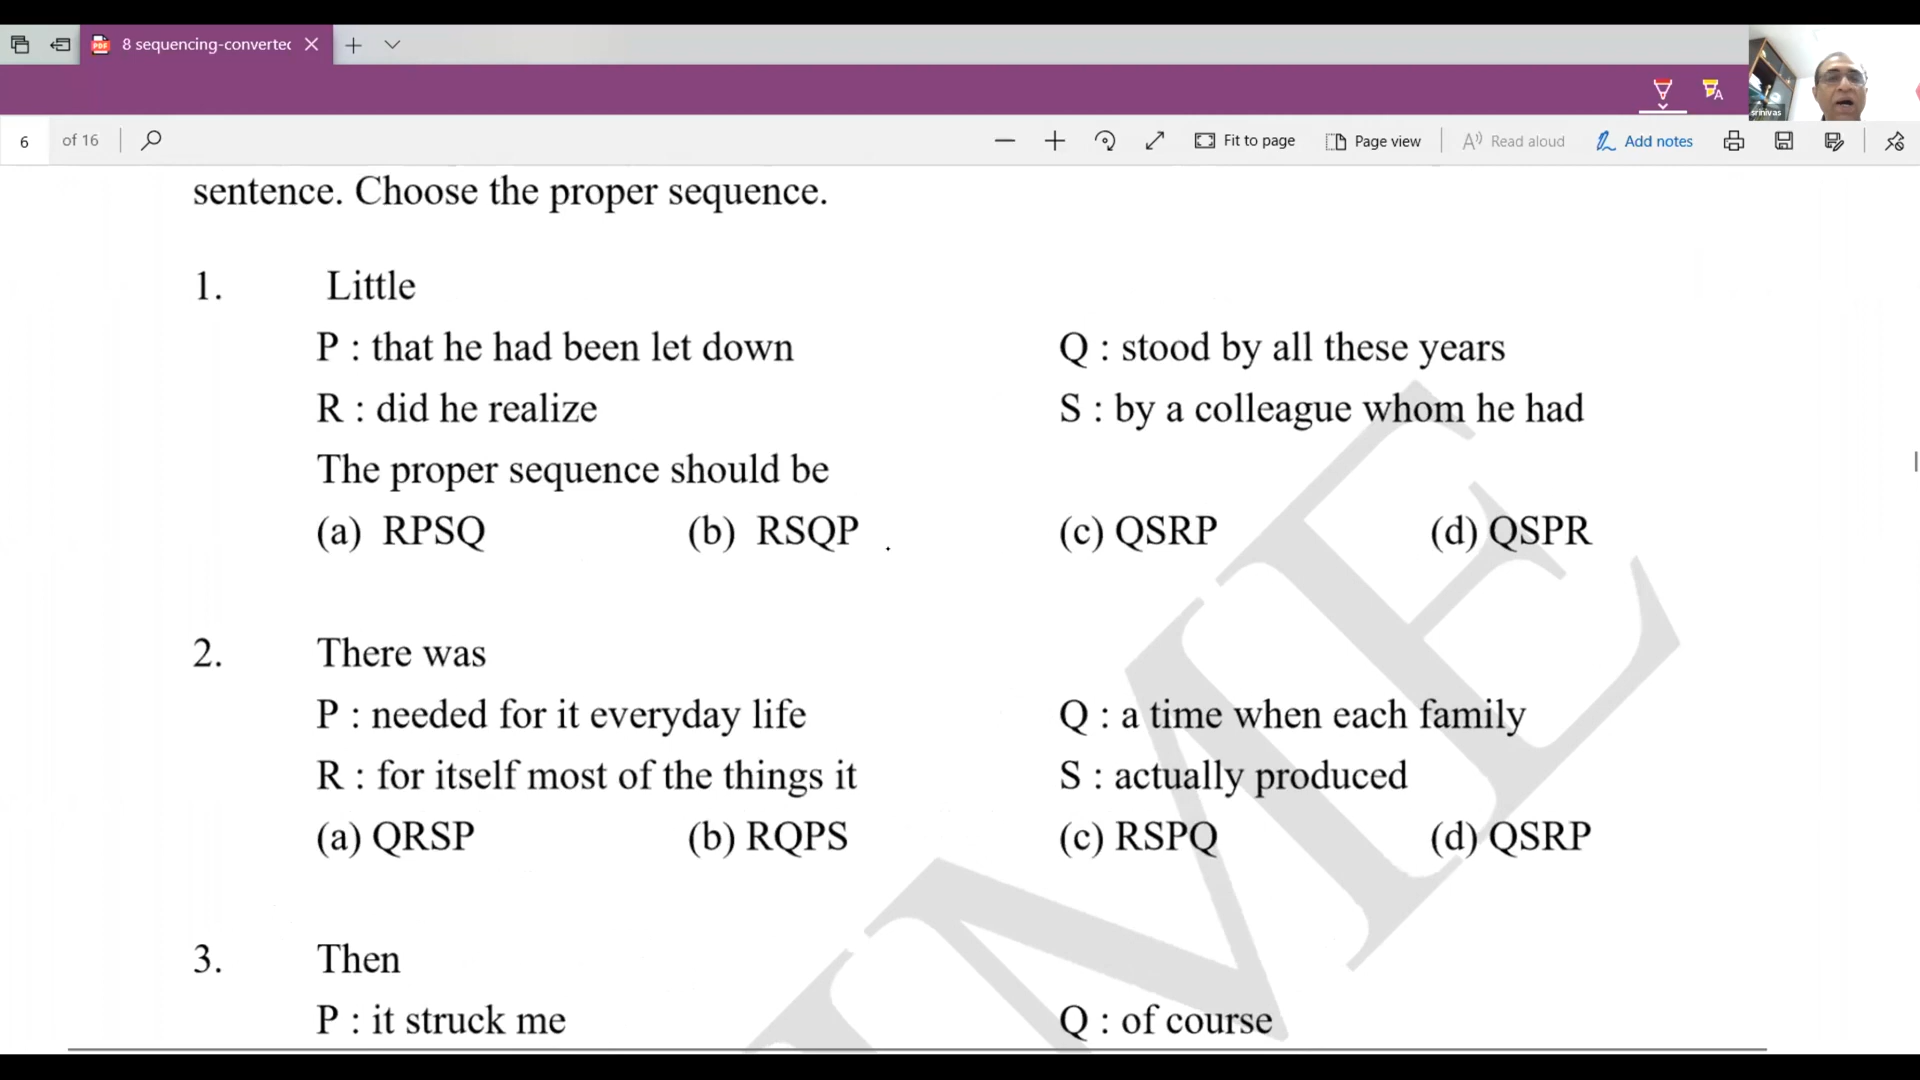 8 sequencing-converted
6 of 16 Fit to page Page view Read aloud Add notes
srinivas
sentence. Choose the proper sequence.
1. Little
P : that he had been let down Q : stood by all these years
R : did he realize S : by a colleague whom he had
The proper sequence should be
(a) RPSQ (b) RSQP (c) QSRP (d) QSPR
2. There was
P : needed for it everyday life Q : a time when each family
R : for itself most of the things it S : actually produced
(a) QRSP (b) RQPS (c) RSPQ (d) QSRP
3. Then
P : it struck me Q : of course
IME